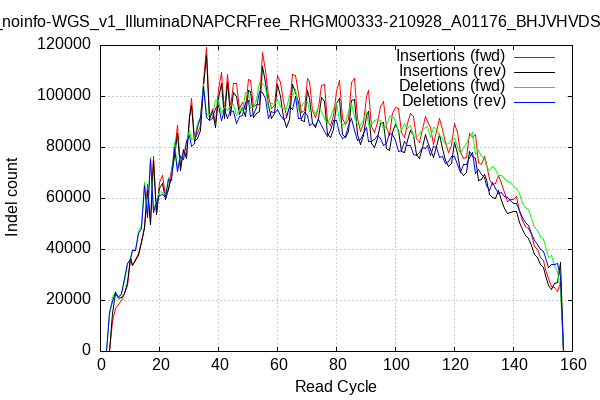 _noinfo-WGS_v1_IlluminaDNAPCRFree_RHGM00333-210928_A01176_BHJVHVDS
120000
100000
80000
60000
40000
20000
0
Indel count
Insertions (fwd)
Insertions (rev)
Deletions (fwd)
Deletions (rev)
0 20 40 60 80 100 120 140 160
Read Cycle